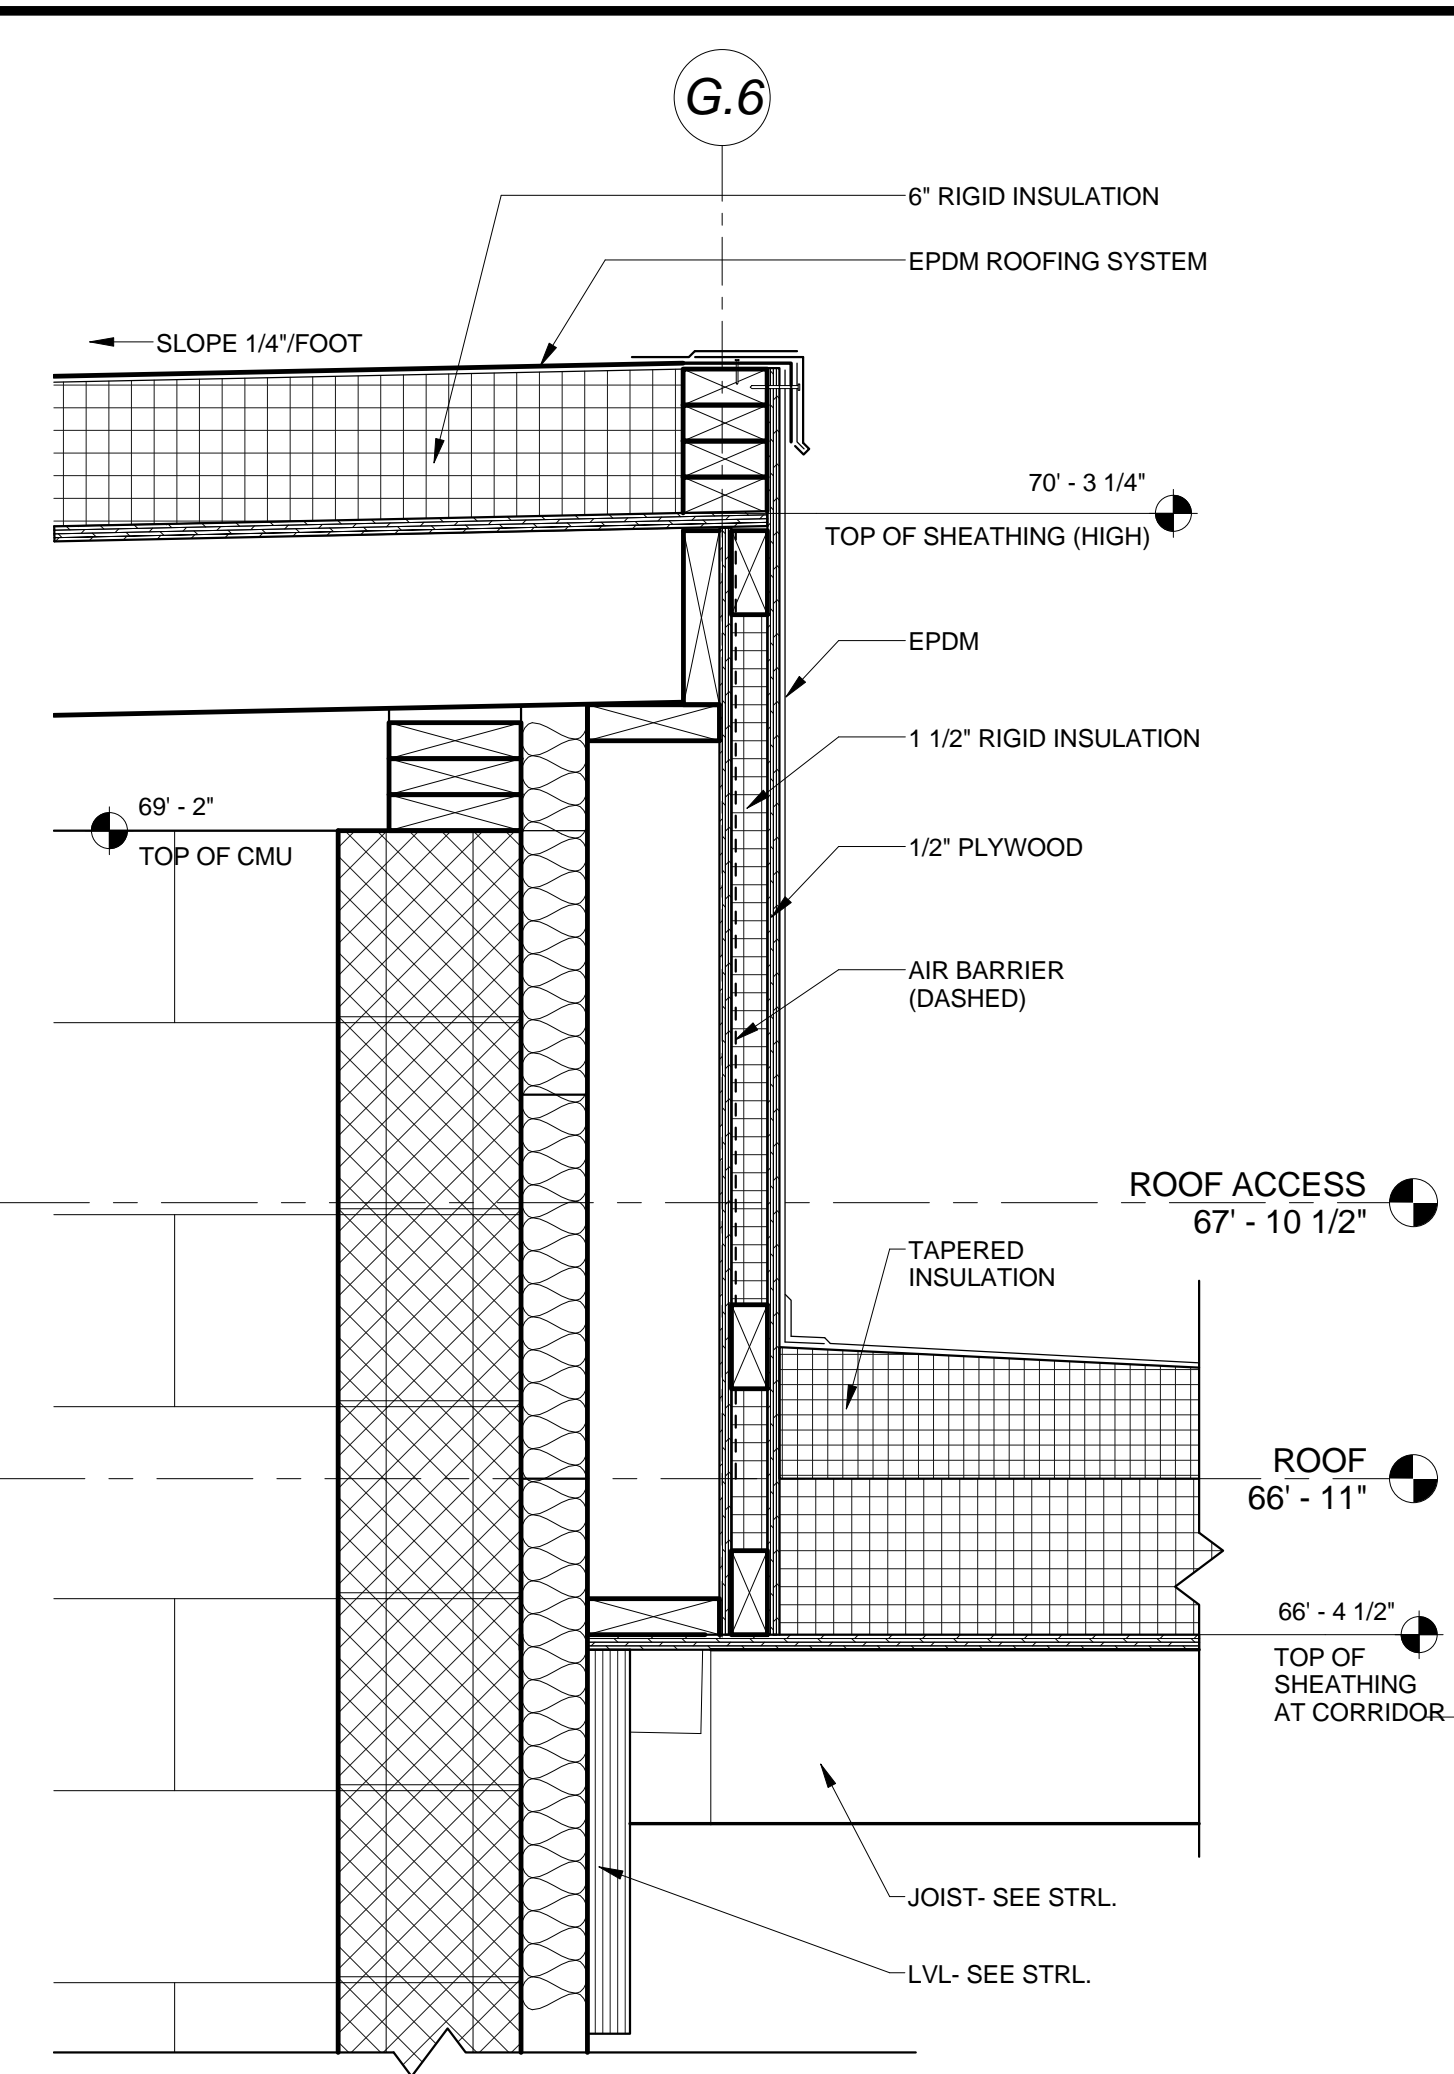 G.6
6" RIGID INSULATION
EPDM ROOFING SYSTEM
SLOPE 1/4"/FOOT
70' - 3 1/4"
TOP OF SHEATHING (HIGH)
EPDM
1 1/2" RIGID INSULATION
69' - 2"
TOP OF CMU
1/2" PLYWOOD
AIR BARRIER
(DASHED)
ROOF ACCESS
67' - 10 1/2"
TAPERED
INSULATION
ROOF
66' - 11"
66' - 4 1/2"
TOP OF
SHEATHING
AT CORRIDOR
JOIST- SEE STRL.
LVL- SEE STRL.